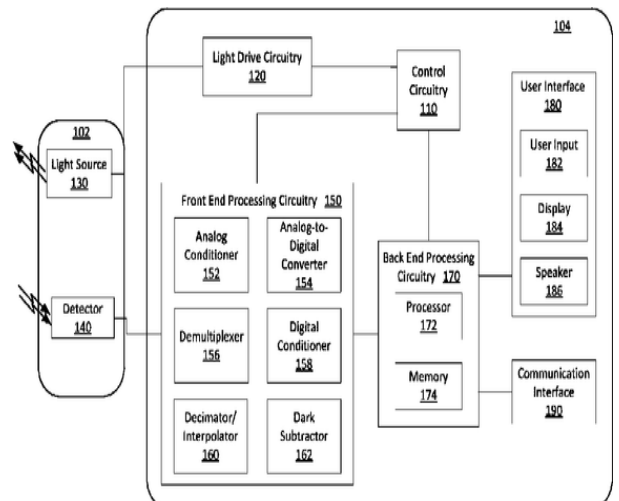 104
Light Drive Circuitry
120
Control
Circuitry
110
User Interface
180
User Input
182
Display
184
Speaker
186
102
Light Source
130
Detector
140
Front End Processing Circuitry 150
Analog
Conditioner
152
Analog-to-
Digital
Converter
154
Demultiplexer
156
Digital
Conditioner
158
Decimator/
Interpolator
160
Dark
Subtractor
162
Back End Processing
Circuitry 170
Processor
172
Memory
174
Communication
Interface
190